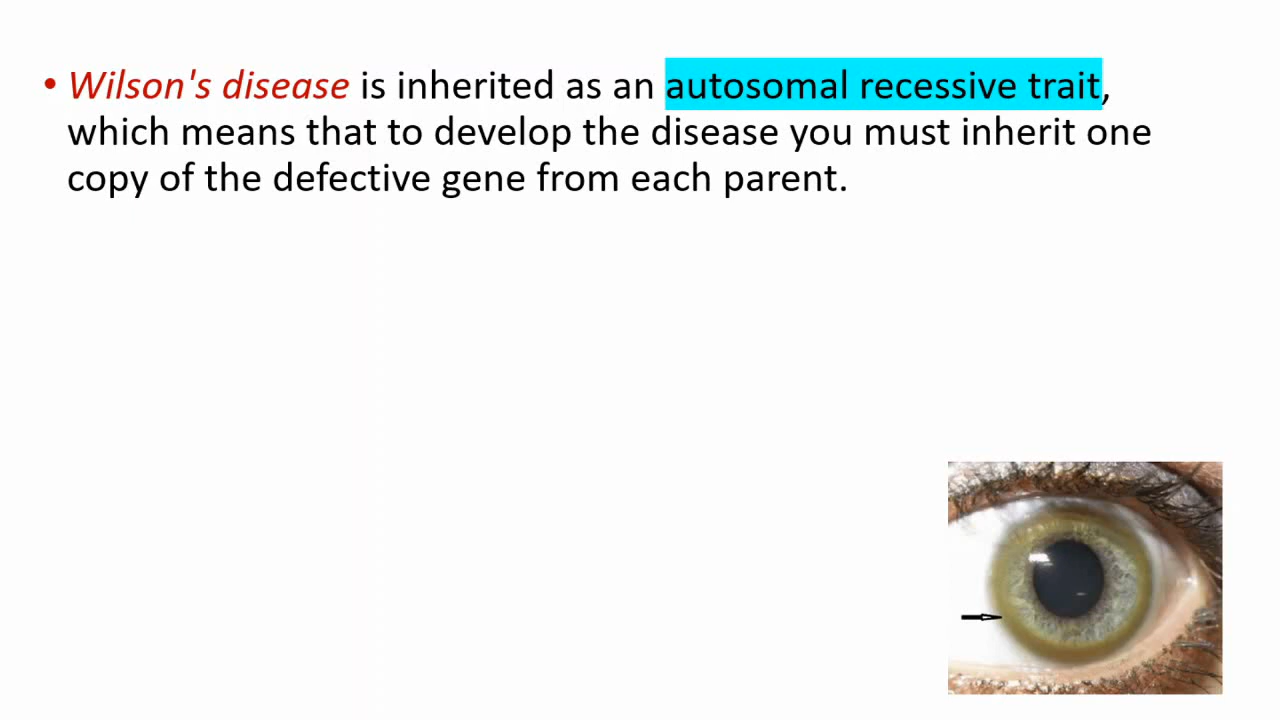 • Wilson's disease is inherited as an autosomal recessive trait,
which means that to develop the disease you must inherit one
copy of the defective gene from each parent.